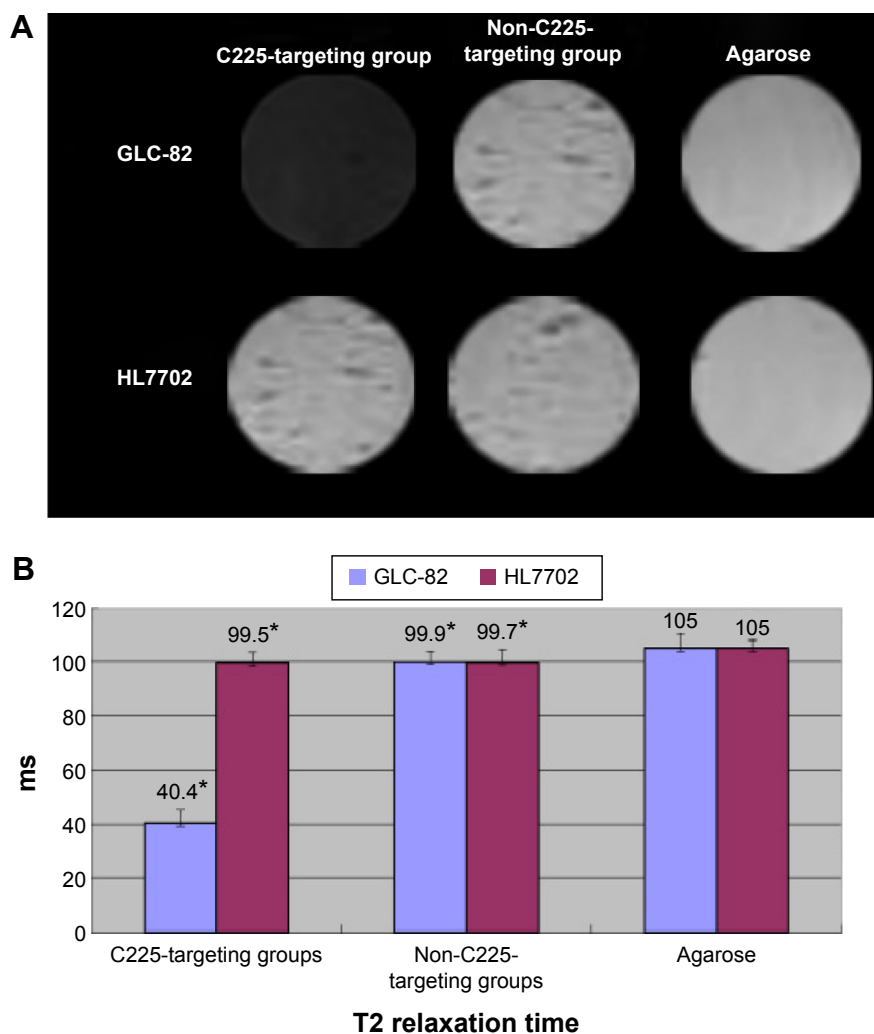 A
C225-targeting group
Non-C225-
targeting group
Agarose
GLC-82
HL7702
B
GLC-82
HL7702
120
100
80
60
40
20
0
ms
40.4*
99.5*
99.9*
99.7*
105
105
C225-targeting groups
Non-C225-
targeting groups
Agarose
T2 relaxation time